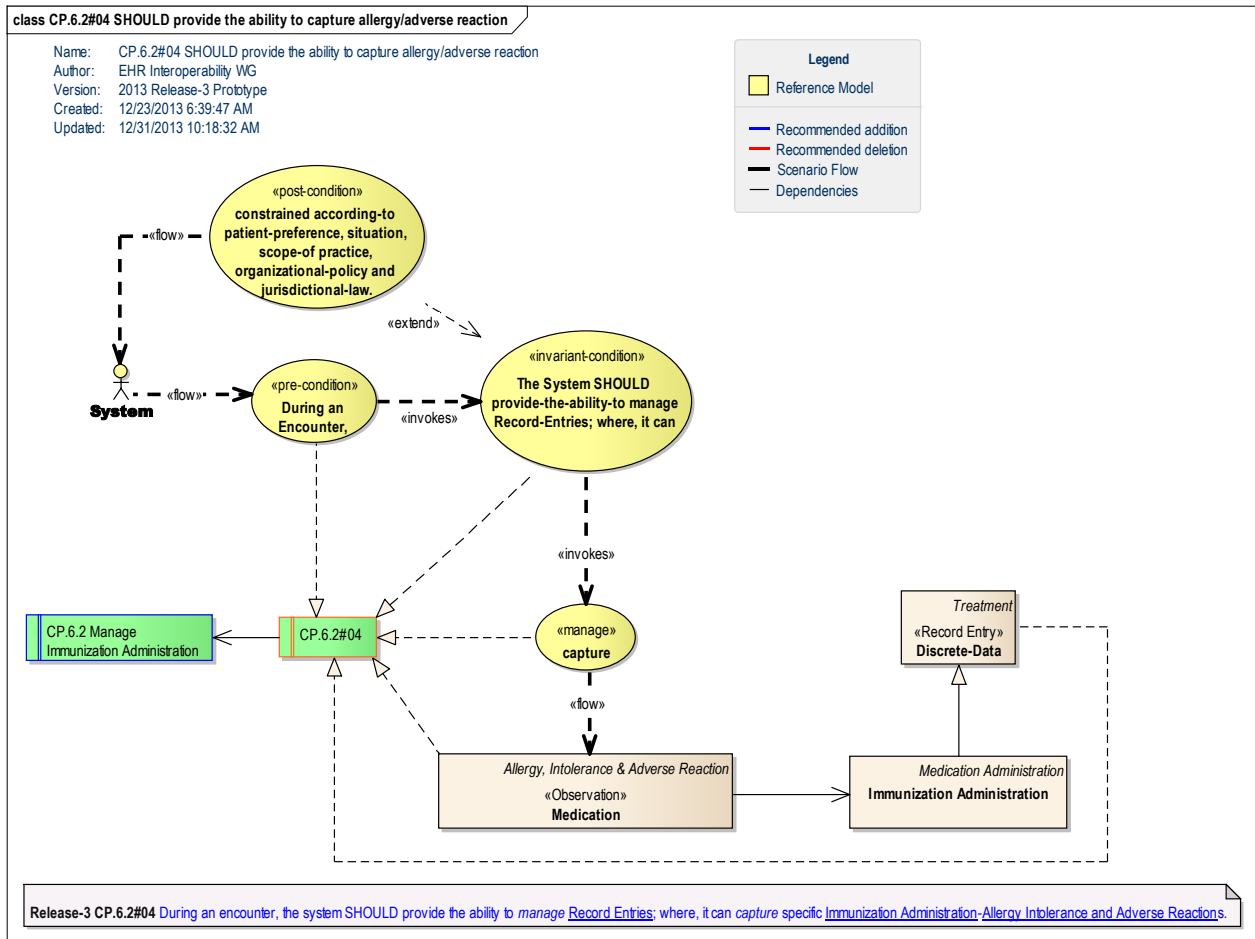 class CP.6.2#04 SHOULD provide the ability to capture allergy/adverse reaction
Name: CP.6.2#04 SHOULD provide the ability to capture allergy/adverse reaction
Author: EHR Interoperability WG
Version: 2013 Release-3 Prototype
Created: 12/23/2013 6:39:47 AM
Updated: 12/31/2013 10:18:32 AM
Legend
Reference Model
Recommended addition
Recommended deletion
Scenario Flow
Dependencies
«post-condition»
constrained according-to
patient-preference, situation,
scope-of practice,
organizational-policy and
jurisdictional-law.
«flow»
«extend»
«invariant-condition»
The System SHOULD
provide-the-ability-to manage
Record-Entries; where, it can
System
«flow»
«pre-condition»
During an
Encounter,
«invokes»
«invokes»
CP.6.2 Manage
Immunization Administration
CP.6.2#04
«manage»
capture
Treatment
«Record Entry»
Discrete-Data
«flow»
Allergy, Intolerance & Adverse Reaction
«Observation»
Medication
Medication Administration
Immunization Administration
Release-3 CP.6.2#04 During an encounter, the system SHOULD provide the ability to manage Record Entries; where, it can capture specific Immunization Administration-Allergy Intolerance and Adverse Reactions.